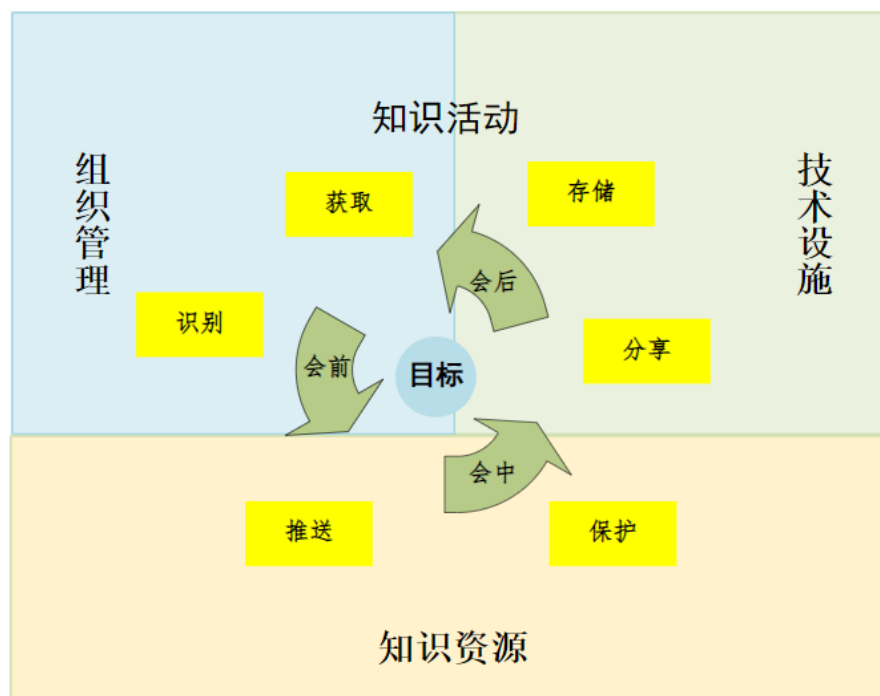 知识活动
组织管理
技术设施
获取
存储
会后
识别
会前
目标
分享
会中
推送
保护
知识资源